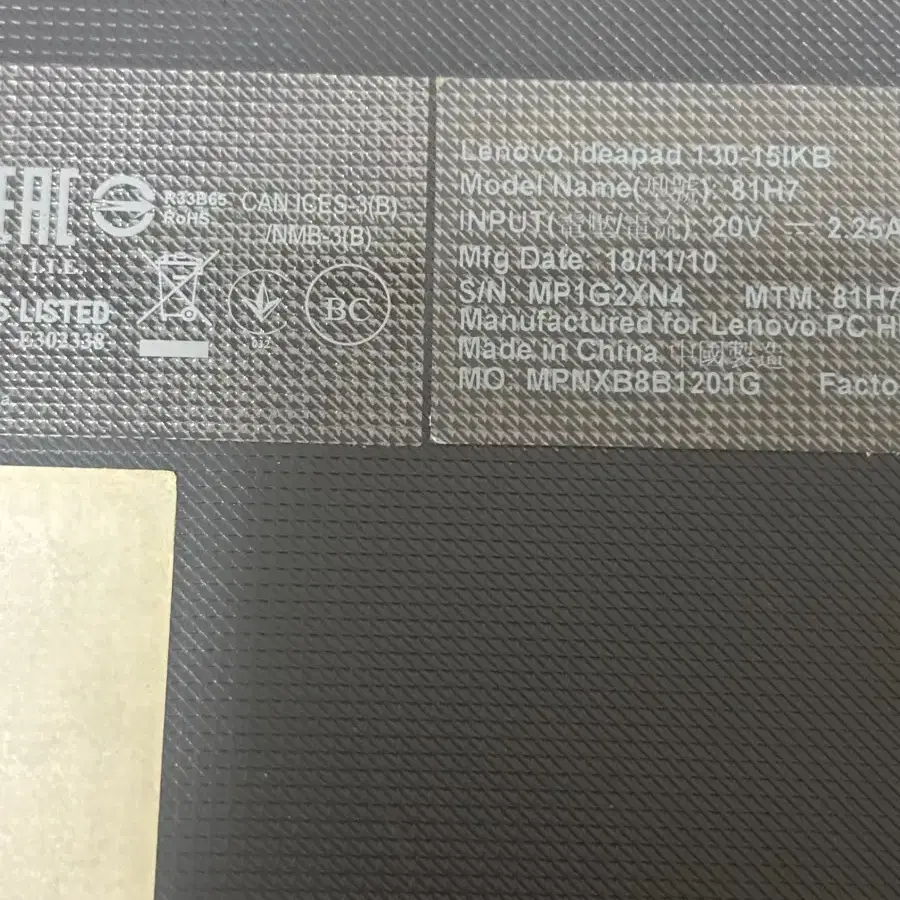 EAC
R33B65
RoHS
CAN ICES-3(B)
/NMB-3(B)
I.T.E.
S LISTED
E302338
032
BC
Lenovo ideapad 130-15IKB
Model Name(型號): 81H7
INPUT(電壓/電流): 20V ⎓ 2.25A
Mfg Date: 18/11/10
S/N: MP1G2XN4 MTM: 81H7
Manufactured for Lenovo PC H
Made in China 中國製造
MO: MPNXB8B1201G Facto